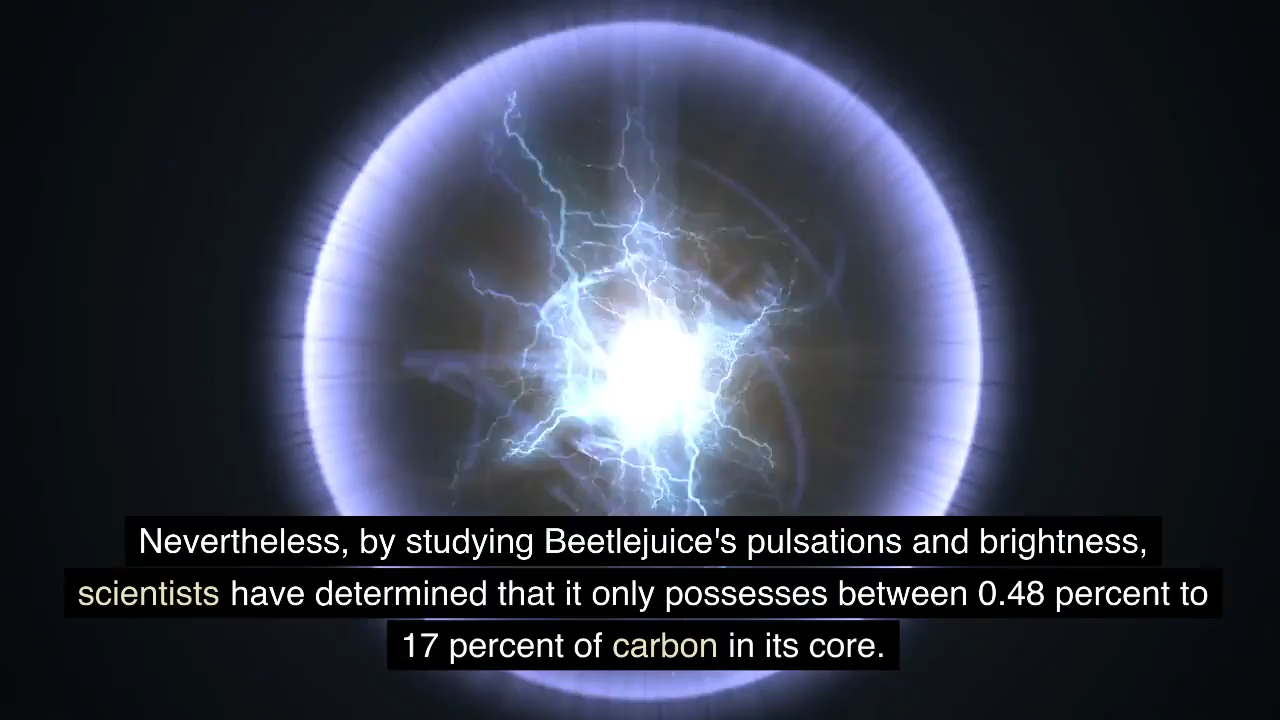 Nevertheless, by studying Beetlejuice's pulsations and brightness,
scientists have determined that it only possesses between 0.48 percent to
17 percent of carbon in its core.